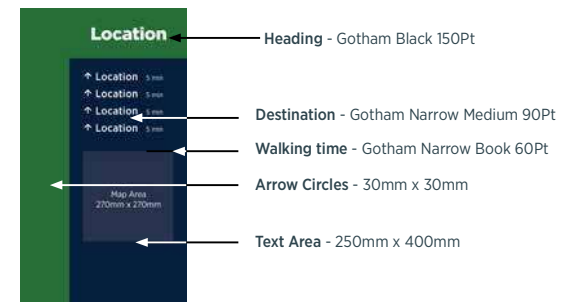 Location
Heading - Gotham Black 150Pt
↑ Location 5 min
↑ Location 5 min
↑ Location 5 min
↑ Location 5 min
Destination - Gotham Narrow Medium 90Pt
Walking time - Gotham Narrow Book 60Pt
Arrow Circles - 30mm x 30mm
Map Area
270mm x 270mm
Text Area - 250mm x 400mm